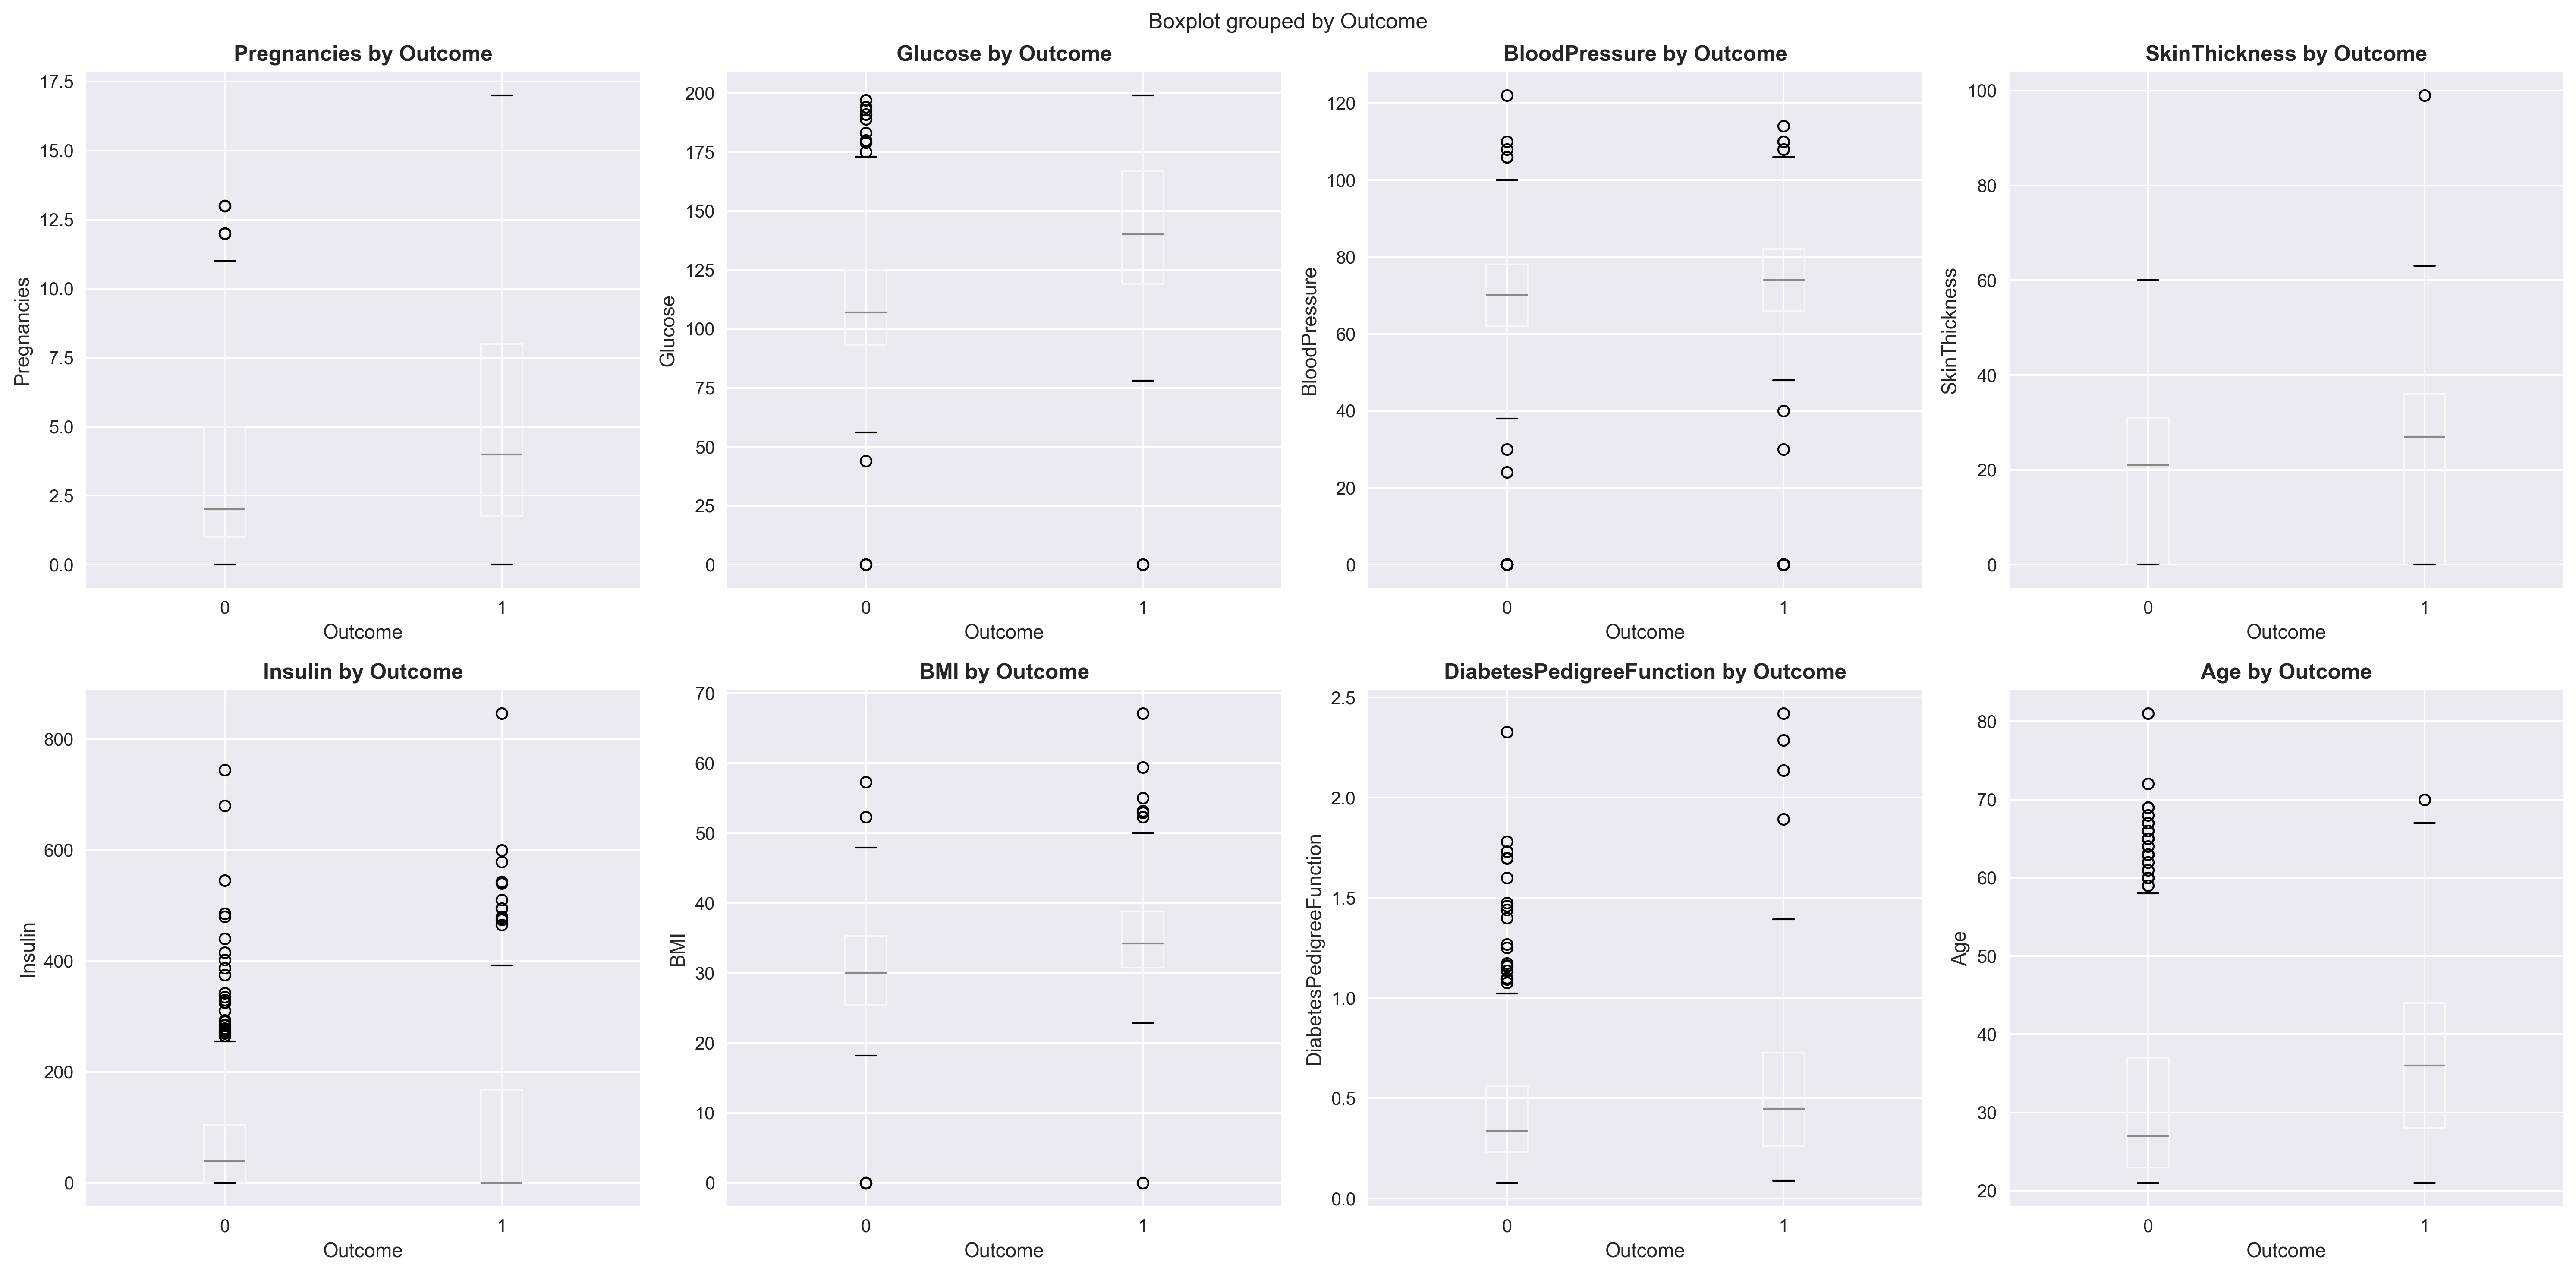 Boxplot grouped by Outcome
Pregnancies by Outcome
17.5
15.0
12.5
10.0
7.5
5.0
2.5
0.0
Pregnancies
0 1
Outcome
Glucose by Outcome
200
175
150
125
100
75
50
25
0
Glucose
0 1
Outcome
BloodPressure by Outcome
120
100
80
60
40
20
0
BloodPressure
0 1
Outcome
SkinThickness by Outcome
100
80
60
40
20
0
SkinThickness
0 1
Outcome
Insulin by Outcome
800
600
400
200
0
Insulin
0 1
Outcome
BMI by Outcome
70
60
50
40
30
20
10
0
BMI
0 1
Outcome
DiabetesPedigreeFunction by Outcome
2.5
2.0
1.5
1.0
0.5
0.0
DiabetesPedigreeFunction
0 1
Outcome
Age by Outcome
80
70
60
50
40
30
20
Age
0 1
Outcome